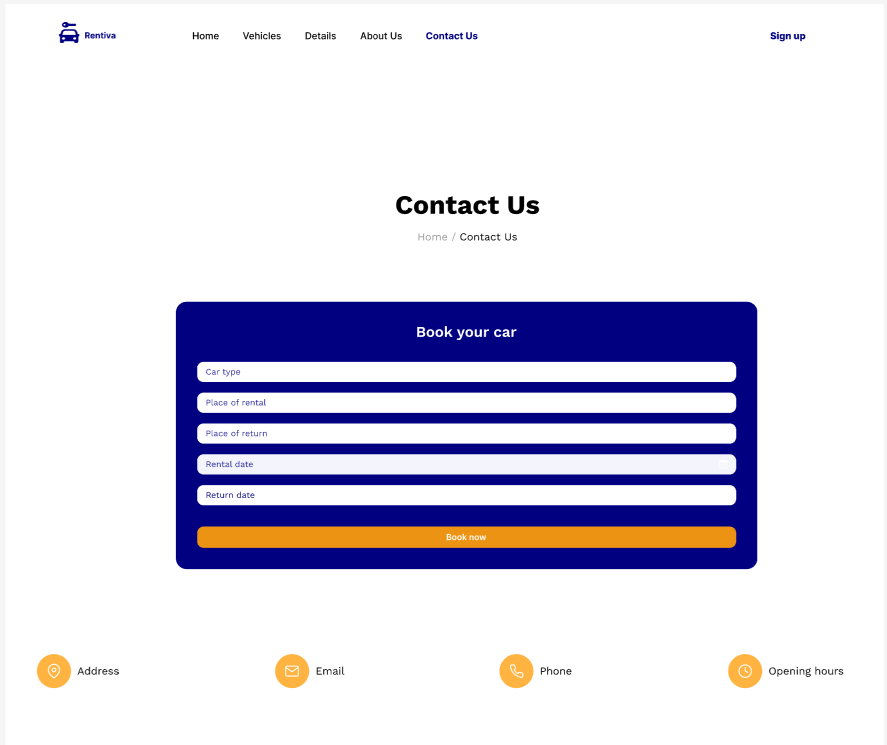 Rentiva Home Vehicles Details About Us Contact Us Sign up
Contact Us
Home / Contact Us
Book your car
Car type
Place of rental
Place of return
Rental date
Return date
Book now
Address Email Phone Opening hours